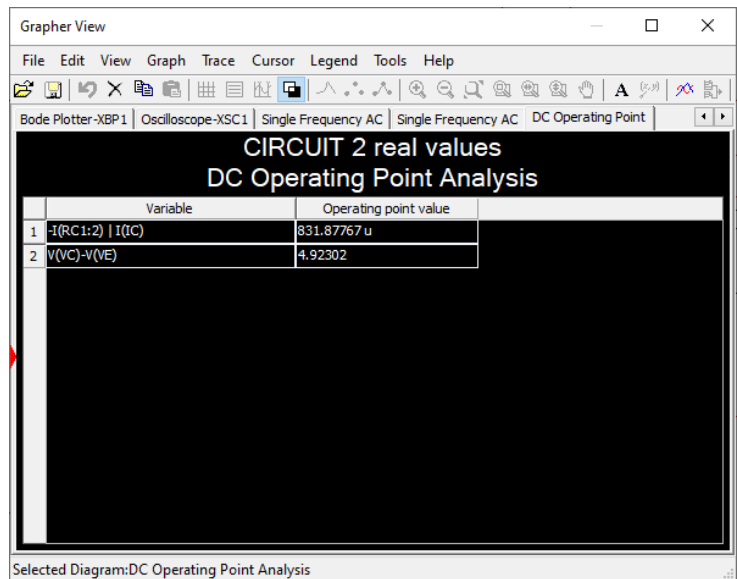 Grapher View
File Edit View Graph Trace Cursor Legend Tools Help
A (x,y)
Bode Plotter-XBP1 Oscilloscope-XSC1 Single Frequency AC Single Frequency AC DC Operating Point
CIRCUIT 2 real values
DC Operating Point Analysis
Variable Operating point value
1 -I(RC1:2) | I(IC) 831.87767 u
2 V(VC)-V(VE) 4.92302
Selected Diagram:DC Operating Point Analysis